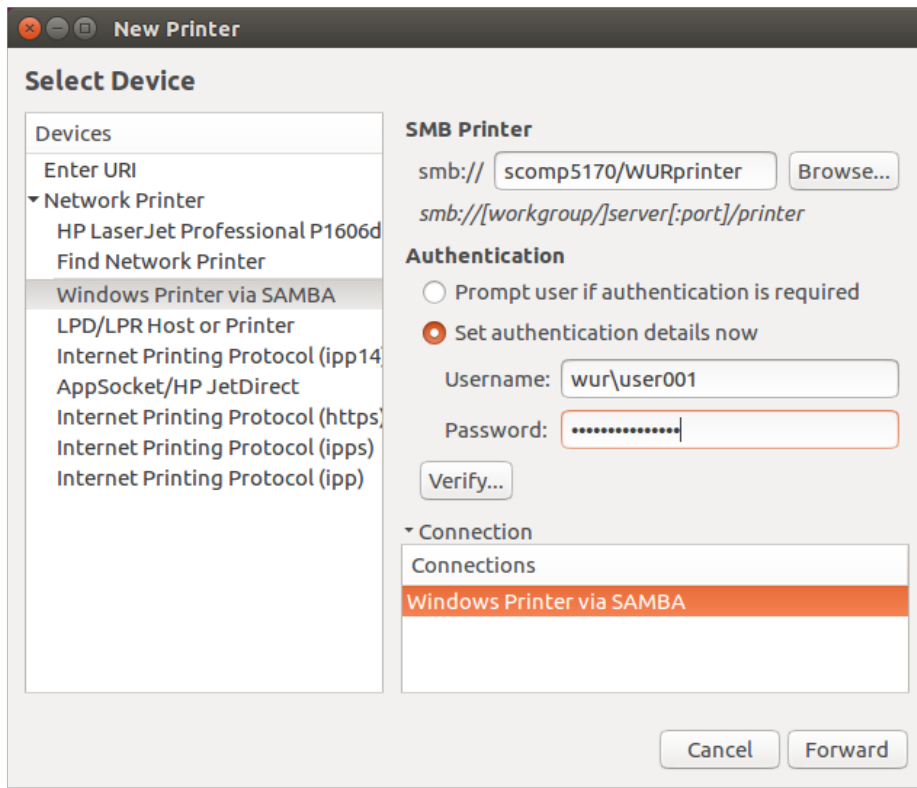 New Printer
Select Device
Devices
Enter URI
Network Printer
HP LaserJet Professional P1606d
Find Network Printer
Windows Printer via SAMBA
LPD/LPR Host or Printer
Internet Printing Protocol (ipp14)
AppSocket/HP JetDirect
Internet Printing Protocol (https)
Internet Printing Protocol (ipps)
Internet Printing Protocol (ipp)
SMB Printer
smb:// scomp5170/WURprinter Browse...
smb://[workgroup/]server[:port]/printer
Authentication
Prompt user if authentication is required
Set authentication details now
Username: wur\user001
Password: •••••••••••••••
Verify...
Connection
Connections
Windows Printer via SAMBA
Cancel Forward